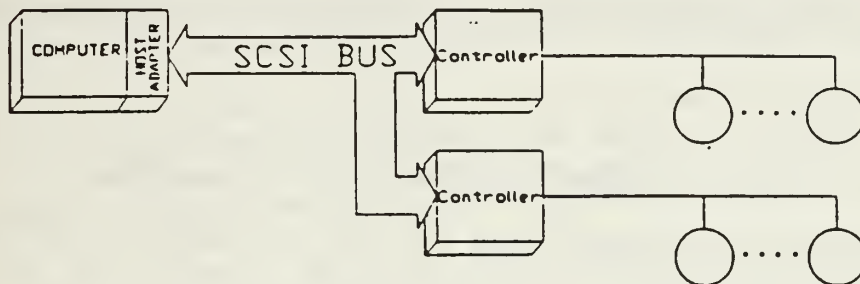 COMPUTER
HOST
ADAPTER
SCSI BUS
Controller
Controller